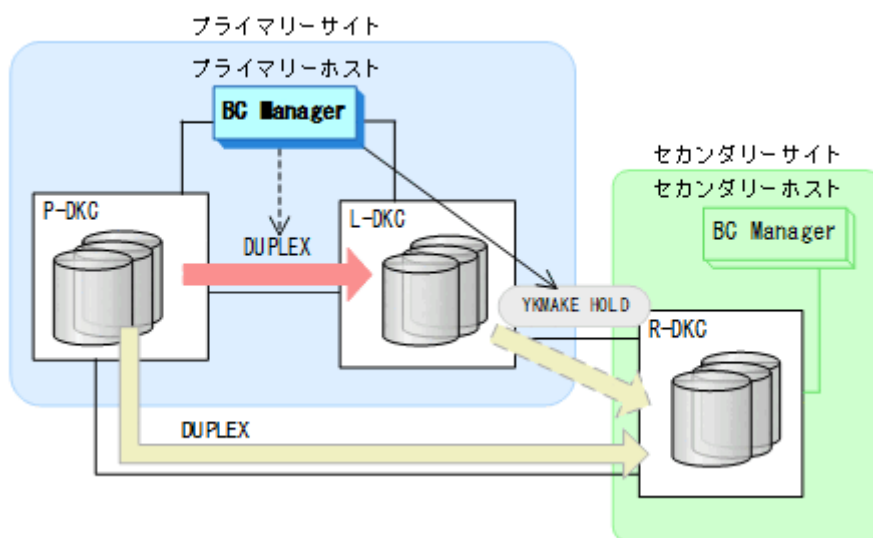 プライマリーサイト
プライマリーホスト
BC Manager
セカンダリーサイト
セカンダリーホスト
P-DKC
L-DKC
BC Manager
DUPLEX
YKMAKE HOLD
R-DKC
DUPLEX